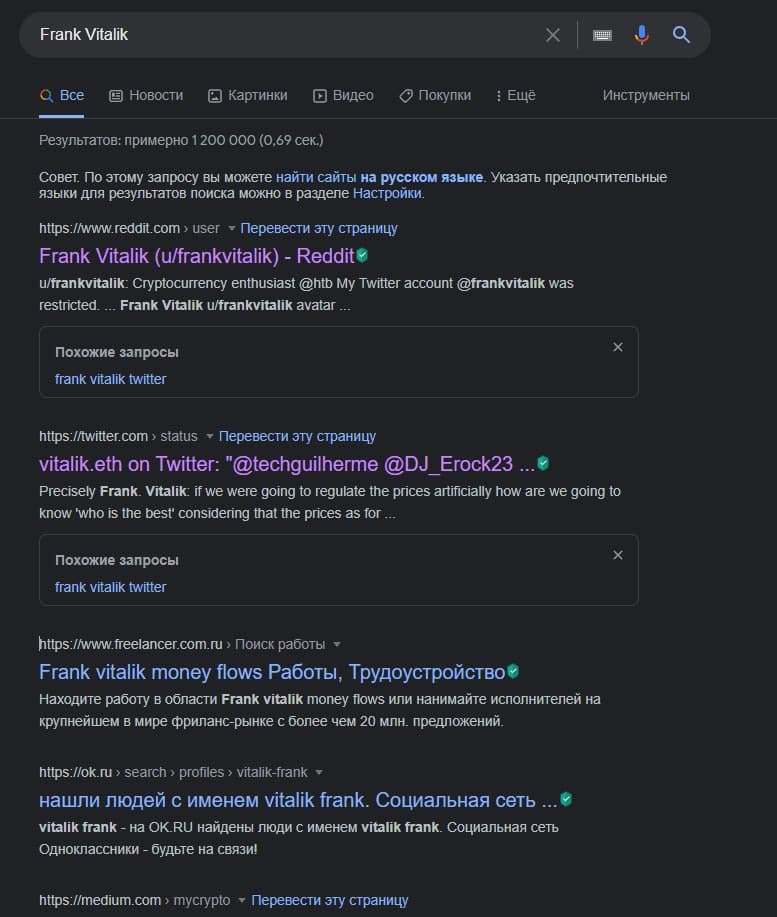 Frank Vitalik
Все Новости Картинки Видео Покупки Ещё Инструменты
Результатов: примерно 1 200 000 (0,69 сек.)
Совет. По этому запросу вы можете найти сайты на русском языке. Указать предпочтительные
языки для результатов поиска можно в разделе Настройки.
https://www.reddit.com › user Перевести эту страницу
Frank Vitalik (u/frankvitalik) - Reddit
u/frankvitalik: Cryptocurrency enthusiast @htb My Twitter account @frankvitalik was
restricted. ... Frank Vitalik u/frankvitalik avatar ...
Похожие запросы
frank vitalik twitter
https://twitter.com › status Перевести эту страницу
vitalik.eth on Twitter: "@techguilherme @DJ_Erock23 ...
Precisely Frank. Vitalik: if we were going to regulate the prices artificially how are we going to
know 'who is the best' considering that the prices as for ...
Похожие запросы
frank vitalik twitter
https://www.freelancer.com.ru › Поиск работы
Frank vitalik money flows Работы, Трудоустройство
Находите работу в области Frank vitalik money flows или нанимайте исполнителей на
крупнейшем в мире фриланс-рынке с более чем 20 млн. предложений.
https://ok.ru › search › profiles › vitalik-frank
нашли людей с именем vitalik frank. Социальная сеть ...
vitalik frank - на OK.RU найдены люди с именем vitalik frank. Социальная сеть
Одноклассники - будьте на связи!
https://medium.com › mycrypto Перевести эту страницу